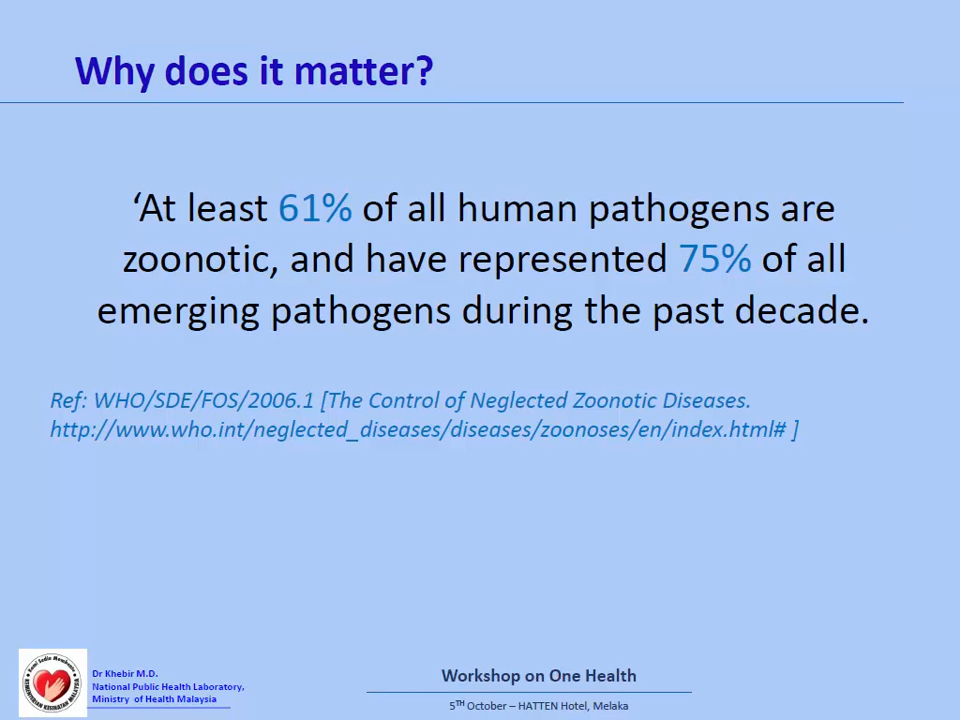 Why does it matter?
‘At least 61% of all human pathogens are
zoonotic, and have represented 75% of all
emerging pathogens during the past decade.
Ref: WHO/SDE/FOS/2006.1 [The Control of Neglected Zoonotic Diseases.
http://www.who.int/neglected_diseases/diseases/zoonoses/en/index.html# ]
Dr Khebir M.D.
National Public Health Laboratory,
Ministry of Health Malaysia
Workshop on One Health
5TH October – HATTEN Hotel, Melaka